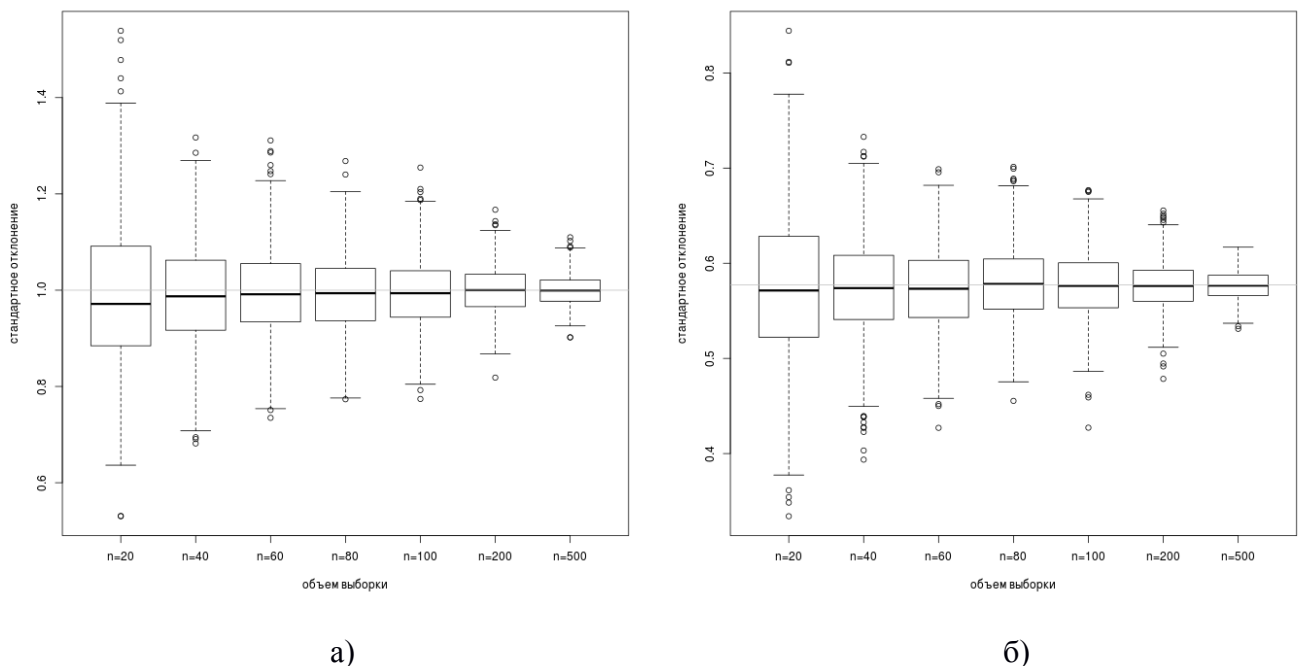 стандартное отклонение
1.4
1.2
1.0
0.8
0.6
n=20 n=40 n=60 n=80 n=100 n=200 n=500
объем выборки
а)
стандартное отклонение
0.8
0.7
0.6
0.5
0.4
n=20 n=40 n=60 n=80 n=100 n=200 n=500
объем выборки
б)